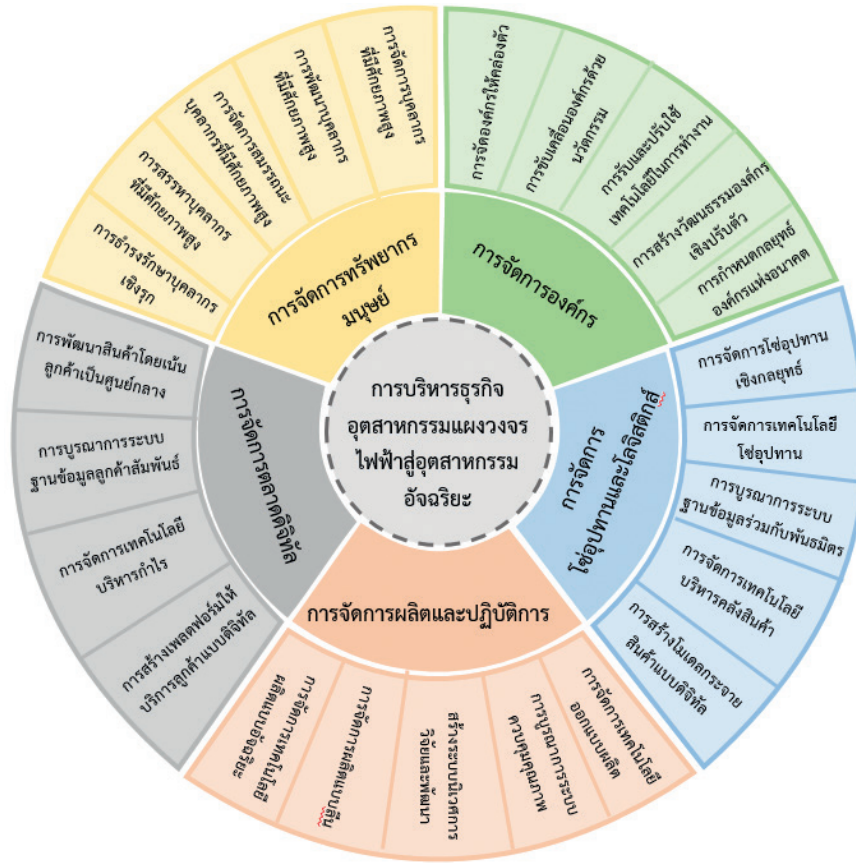 การบริหารธุรกิจ
อุตสาหกรรมแผงวงจร
ไฟฟ้าสู่อุตสาหกรรม
อัจฉริยะ
การจัดการองค์กร
การจัดองค์กรให้คล่องตัว
การขับเคลื่อนองค์กรด้วย
นวัตกรรม
การรับและปรับใช้
เทคโนโลยีในการทำงาน
การสร้างวัฒนธรรมองค์กร
เชิงปรับตัว
การกำหนดกลยุทธ์
องค์กรแห่งอนาคต
การจัดการ
โซ่อุปทานและโลจิสติกส์
การจัดการโซ่อุปทาน
เชิงกลยุทธ์
การจัดการเทคโนโลยี
โซ่อุปทาน
การบูรณาการระบบ
ฐานข้อมูลร่วมกับพันธมิตร
การจัดการเทคโนโลยี
บริหารคลังสินค้า
การสร้างโมเดลกระจาย
สินค้าแบบดิจิทัล
การจัดการผลิตและปฏิบัติการ
การจัดการเทคโนโลยี
ออกแบบผลิต
การบูรณาการระบบ
ควบคุมคุณภาพ
สร้างระบบนิเวศการ
วิจัยและพัฒนา
การจัดการผลิตแบบลีน
การจัดการเทคโนโลยี
ผลิตแบบอัจฉริยะ
การจัดการตลาดดิจิทัล
การสร้างแพลตฟอร์มให้
บริการลูกค้าแบบดิจิทัล
การจัดการเทคโนโลยี
บริหารกำไร
การบูรณาการระบบ
ฐานข้อมูลลูกค้าสัมพันธ์
การพัฒนาสินค้าโดยเน้น
ลูกค้าเป็นศูนย์กลาง
การจัดการทรัพยากร
มนุษย์
การธำรงรักษาบุคลากร
เชิงรุก
การสรรหาบุคลากร
ที่มีศักยภาพสูง
การจัดการสมรรถนะ
บุคลากรที่มีศักยภาพสูง
การพัฒนาบุคลากร
ที่มีศักยภาพสูง
การจัดการบุคลากร
ที่มีศักยภาพสูง